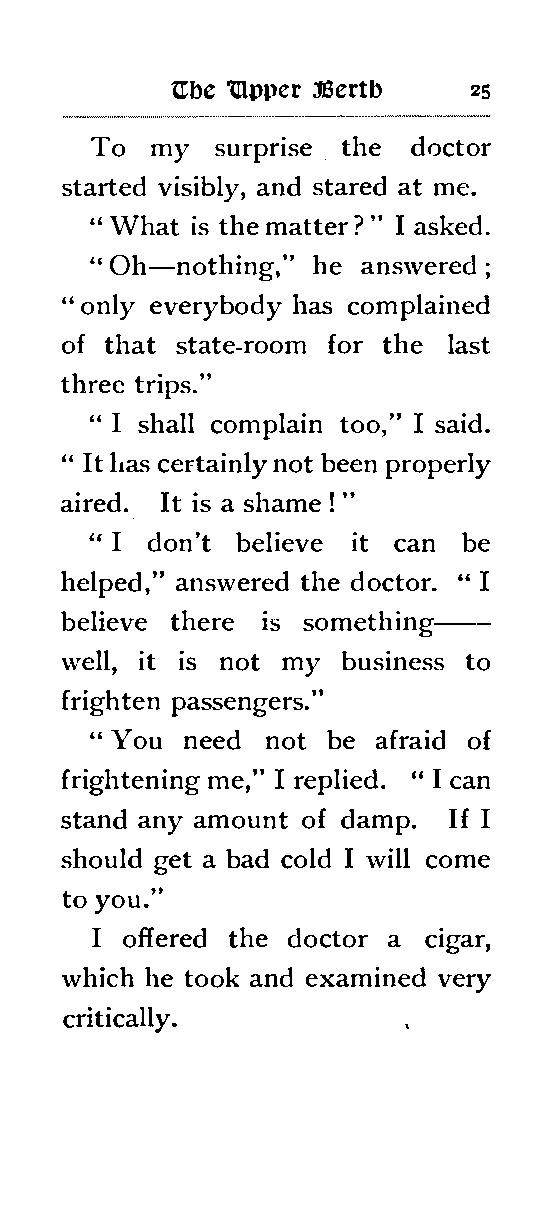 The Upper Berth 25
To my surprise the doctor
started visibly, and stared at me.
“ What is the matter ? ” I asked.
“ Oh—nothing,” he answered ;
“ only everybody has complained
of that state-room for the last
three trips.”
“ I shall complain too,” I said.
“ It has certainly not been properly
aired. It is a shame ! ”
“ I don’t believe it can be
helped,” answered the doctor. “ I
believe there is something——
well, it is not my business to
frighten passengers.”
“ You need not be afraid of
frightening me,” I replied. “ I can
stand any amount of damp. If I
should get a bad cold I will come
to you.”
I offered the doctor a cigar,
which he took and examined very
critically.